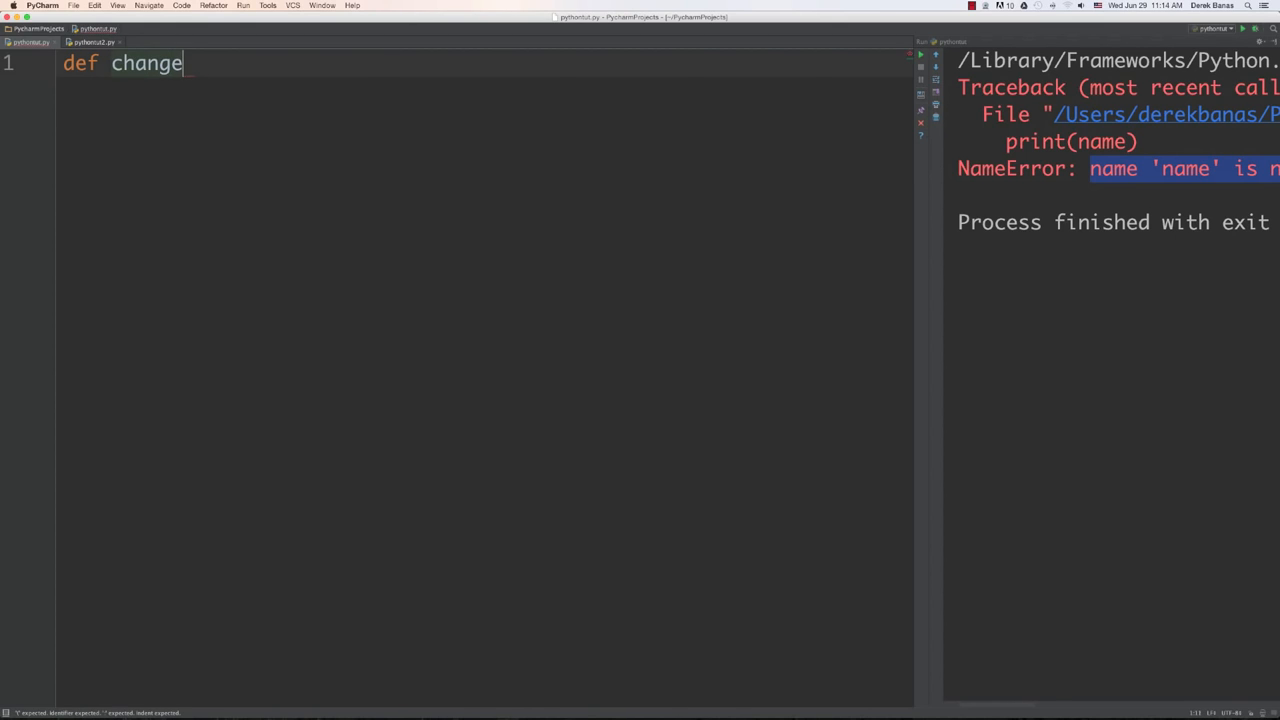 PyCharm File Edit View Navigate Code Refactor Run Tools VCS Window Help 10 Wed Jun 29 11:14 AM Derek Banas
pythontut.py - PycharmProjects - [~/PycharmProjects]
PycharmProjects pythontut.py pythontut
pythontut.py pythontut2.py Run pythontut
1 def change
/Library/Frameworks/Python.
Traceback (most recent call
File "/Users/derekbanas/P
print(name)
NameError: name 'name' is n
Process finished with exit
'(' expected. Identifier expected. ':' expected. Indent expected. 1:11 LF÷ UTF-8÷